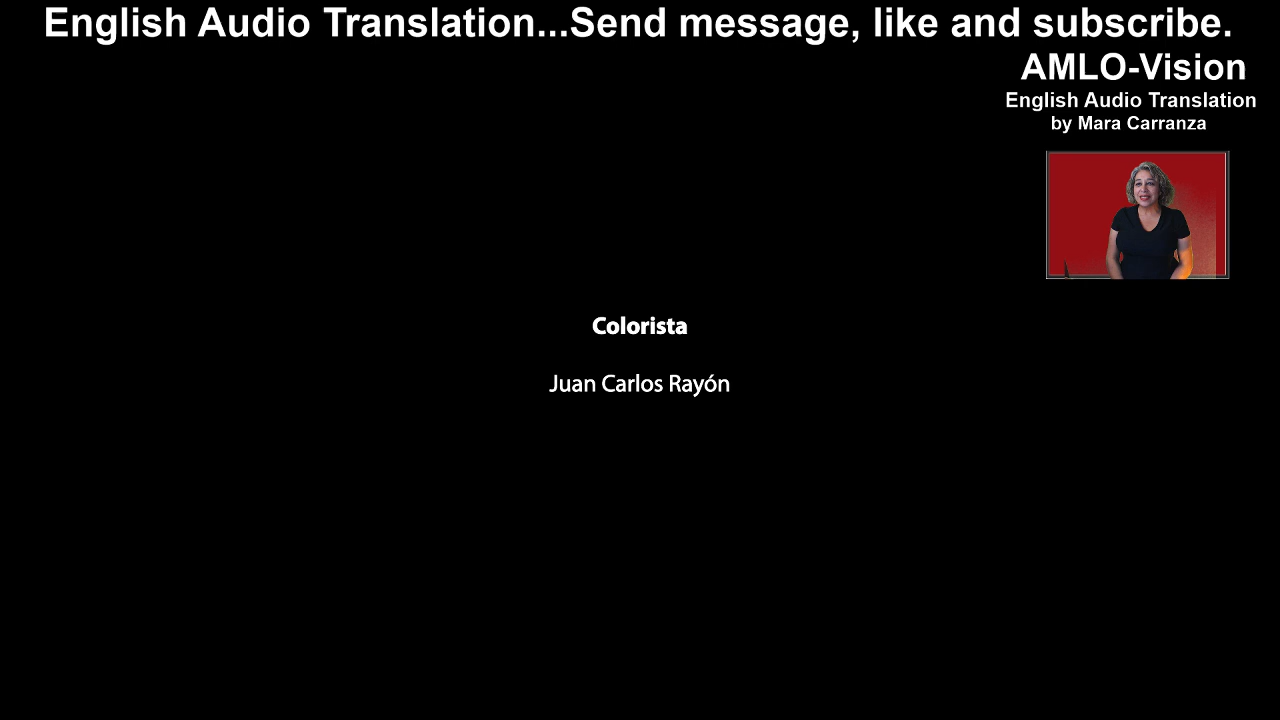 English Audio Translation...Send message, like and subscribe.
AMLO-Vision
English Audio Translation
by Mara Carranza
Colorista
Juan Carlos Rayón